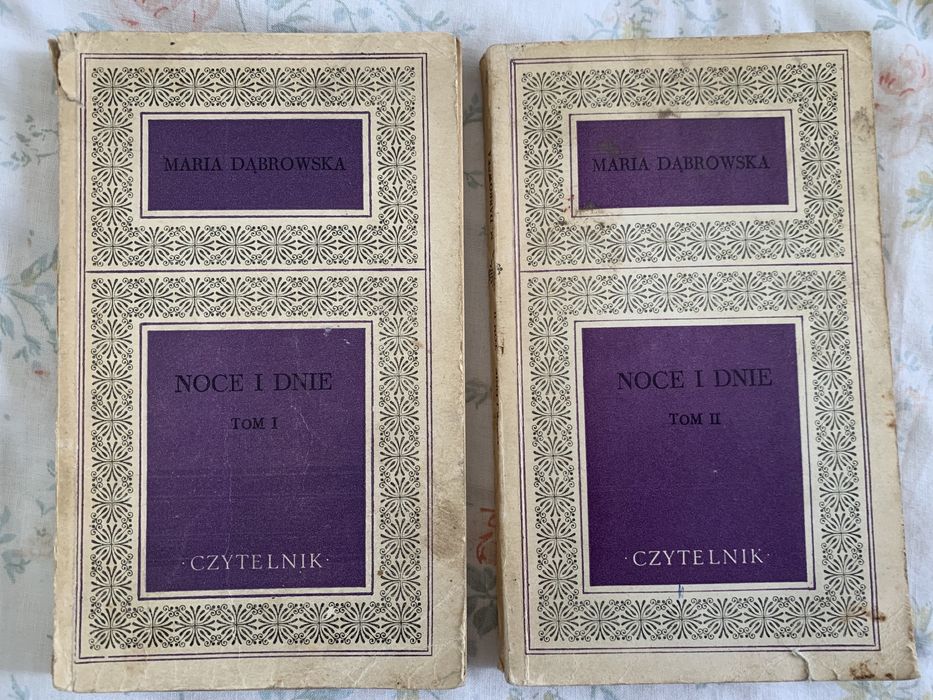 MARIA DĄBROWSKA
NOCE I DNIE
TOM I
·CZYTELNIK·
MARIA DĄBROWSKA
NOCE I DNIE
TOM II
·CZYTELNIK·